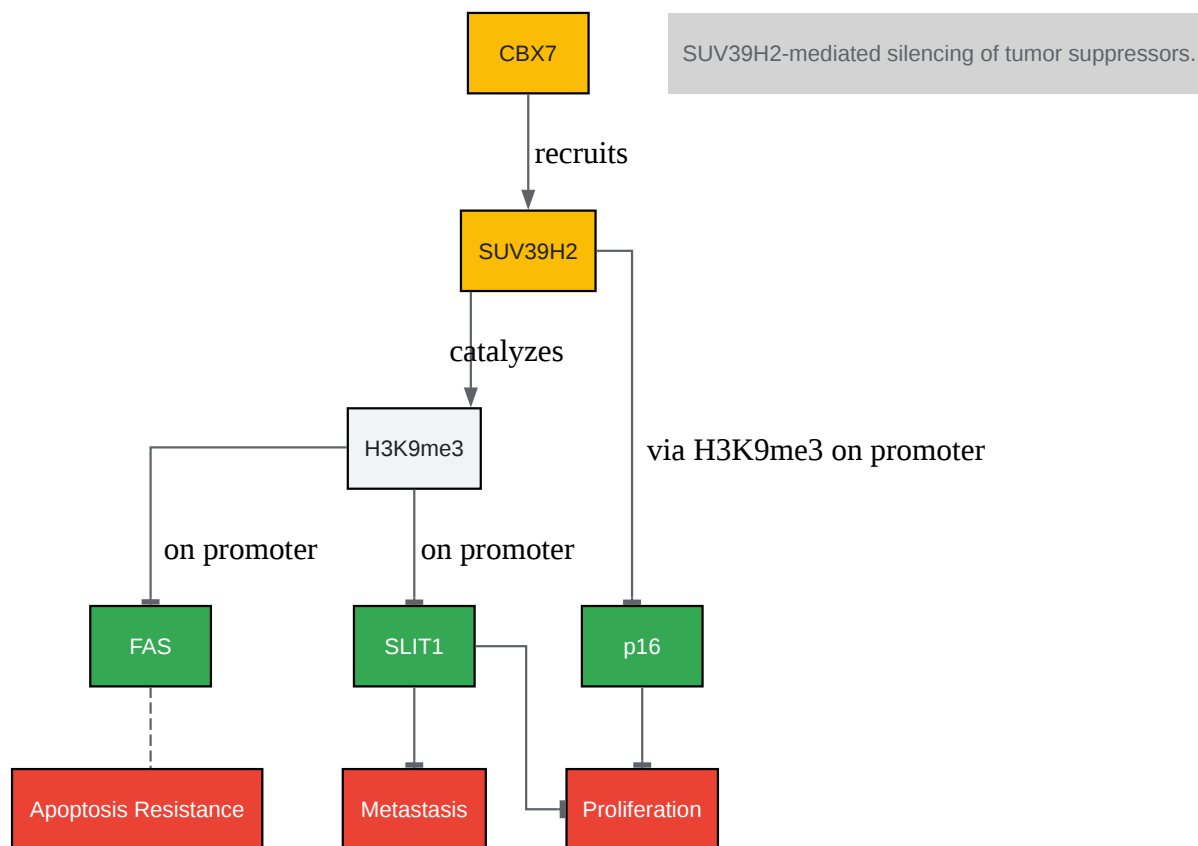 CBX7
SUV39H2-mediated silencing of tumor suppressors.
recruits
SUV39H2
catalyzes
H3K9me3
via H3K9me3 on promoter
on promoter
on promoter
FAS
SLIT1
p16
Apoptosis Resistance
Metastasis
Proliferation